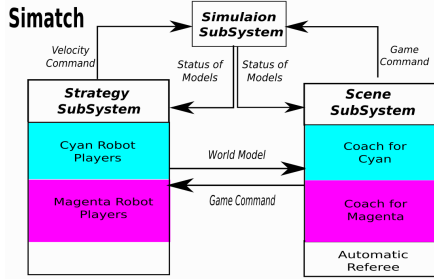 Simatch
Simulaion
SubSystem
Velocity
Command
Status of
Models
Status of
Models
Game
Command
Strategy
SubSystem
Scene
SubSystem
Cyan Robot
Players
World Model
Coach for
Cyan
Magenta Robot
Players
Game Command
Coach for
Magenta
Automatic
Referee